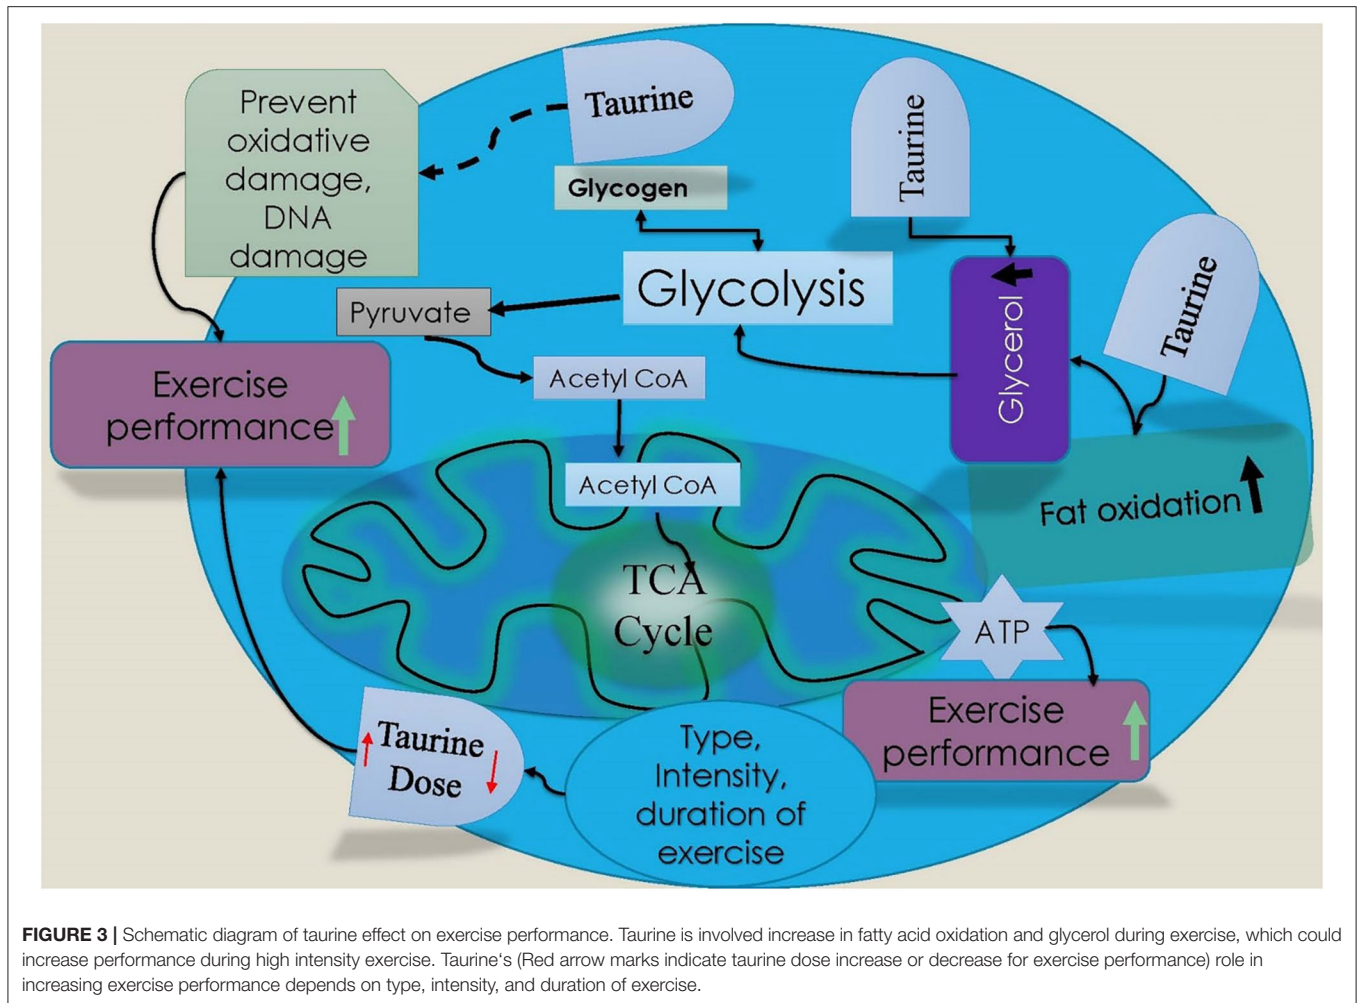 Prevent
oxidative
damage,
DNA
damage
Taurine
Taurine
Glycogen
Taurine
Glycolysis
Glycerol
Pyruvate
Acetyl CoA
Exercise
performance
Acetyl CoA
Fat oxidation
TCA
Cycle
ATP
Exercise
performance
Taurine
Dose
Type,
Intensity,
duration of
exercise
FIGURE 3 | Schematic diagram of taurine effect on exercise performance. Taurine is involved increase in fatty acid oxidation and glycerol during exercise, which could
increase performance during high intensity exercise. Taurine‘s (Red arrow marks indicate taurine dose increase or decrease for exercise performance) role in
increasing exercise performance depends on type, intensity, and duration of exercise.